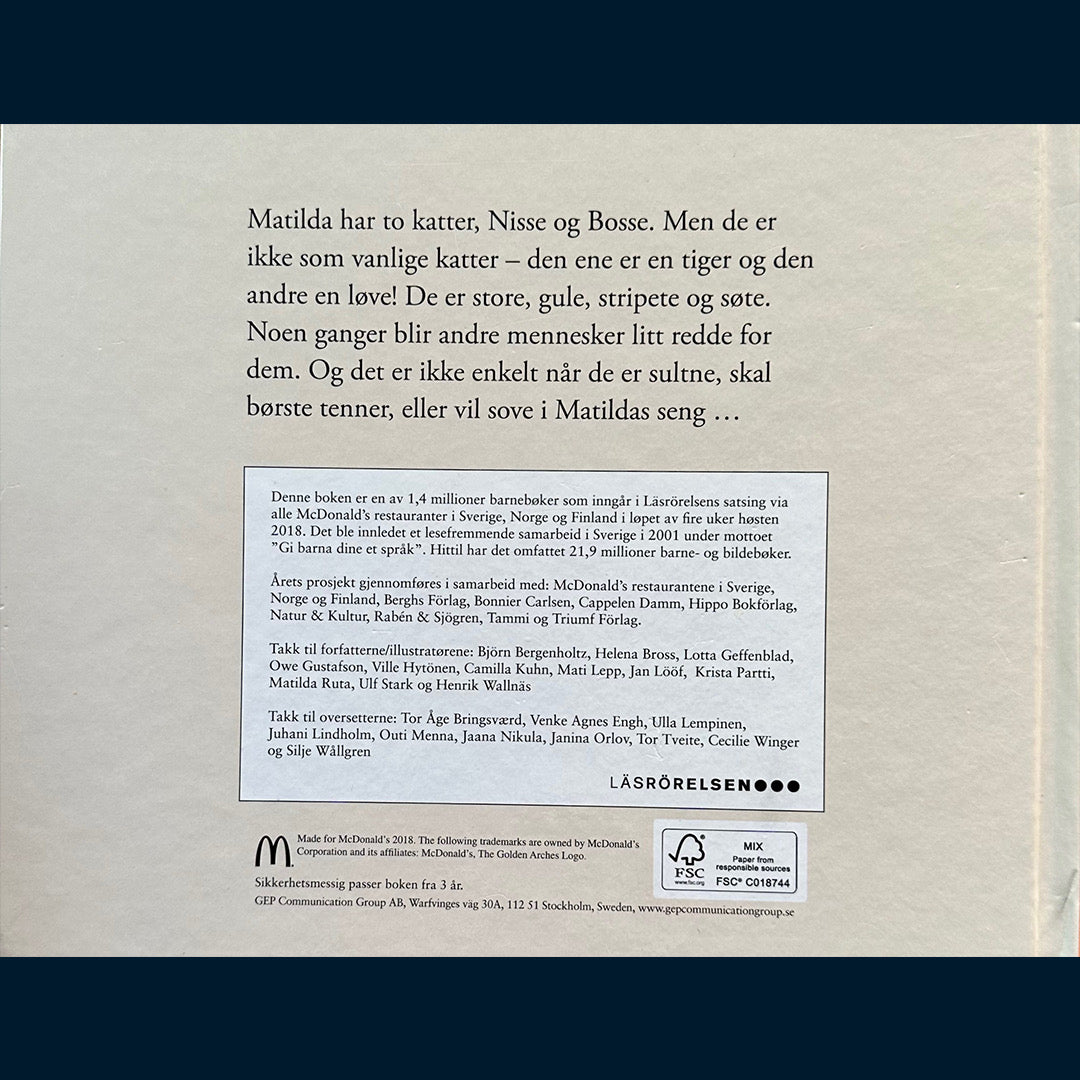 Matilda har to katter, Nisse og Bosse. Men de er
ikke som vanlige katter – den ene er en tiger og den
andre en løve! De er store, gule, stripete og søte.
Noen ganger blir andre mennesker litt redde for
dem. Og det er ikke enkelt når de er sultne, skal
børste tenner, eller vil sove i Matildas seng …
Denne boken er en av 1,4 millioner barnebøker som inngår i Läsrörelsens satsing via
alle McDonald’s restauranter i Sverige, Norge og Finland i løpet av fire uker høsten
2018. Det ble innledet et lesefremmende samarbeid i Sverige i 2001 under mottoet
”Gi barna dine et språk”. Hittil har det omfattet 21,9 millioner barne- og bildebøker.
Årets prosjekt gjennomføres i samarbeid med: McDonald’s restaurantene i Sverige,
Norge og Finland, Berghs Förlag, Bonnier Carlsen, Cappelen Damm, Hippo Bokförlag,
Natur & Kultur, Rabén & Sjögren, Tammi og Triumf Förlag.
Takk til forfatterne/illustratørene: Björn Bergenholtz, Helena Bross, Lotta Geffenblad,
Owe Gustafson, Ville Hytönen, Camilla Kuhn, Mati Lepp, Jan Lööf, Krista Partti,
Matilda Ruta, Ulf Stark og Henrik Wallnäs
Takk til oversetterne: Tor Åge Bringsværd, Venke Agnes Engh, Ulla Lempinen,
Juhani Lindholm, Outi Menna, Jaana Nikula, Janina Orlov, Tor Tveite, Cecilie Winger
og Silje Wållgren
LÄSRÖRELSEN●●●
Made for McDonald’s 2018. The following trademarks are owned by McDonald’s
Corporation and its affiliates: McDonald’s, The Golden Arches Logo.
Sikkerhetsmessig passer boken fra 3 år.
GEP Communication Group AB, Warfvinges väg 30A, 112 51 Stockholm, Sweden, www.gepcommunicationgroup.se
FSC
www.fsc.org
MIX
Paper from
responsible sources
FSC® C018744